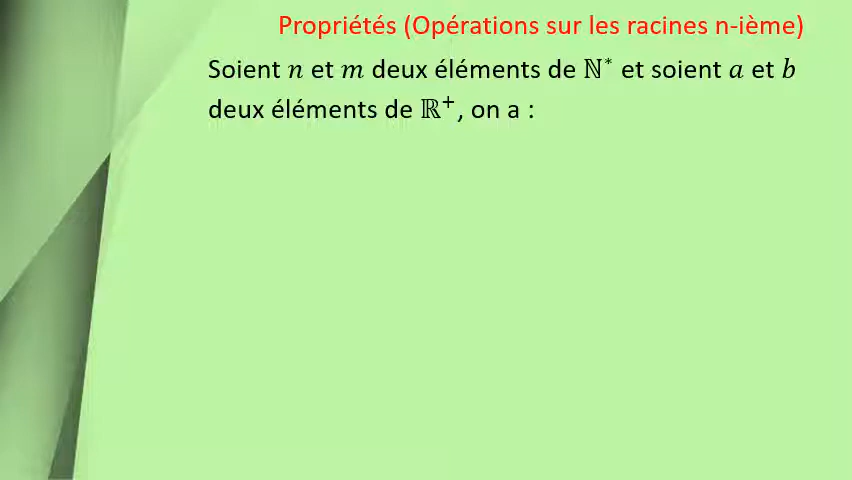 Propriétés (Opérations sur les racines n-ième)
Soient 𝑛 et 𝑚 deux éléments de ℕ* et soient 𝑎 et 𝑏
deux éléments de ℝ⁺, on a :